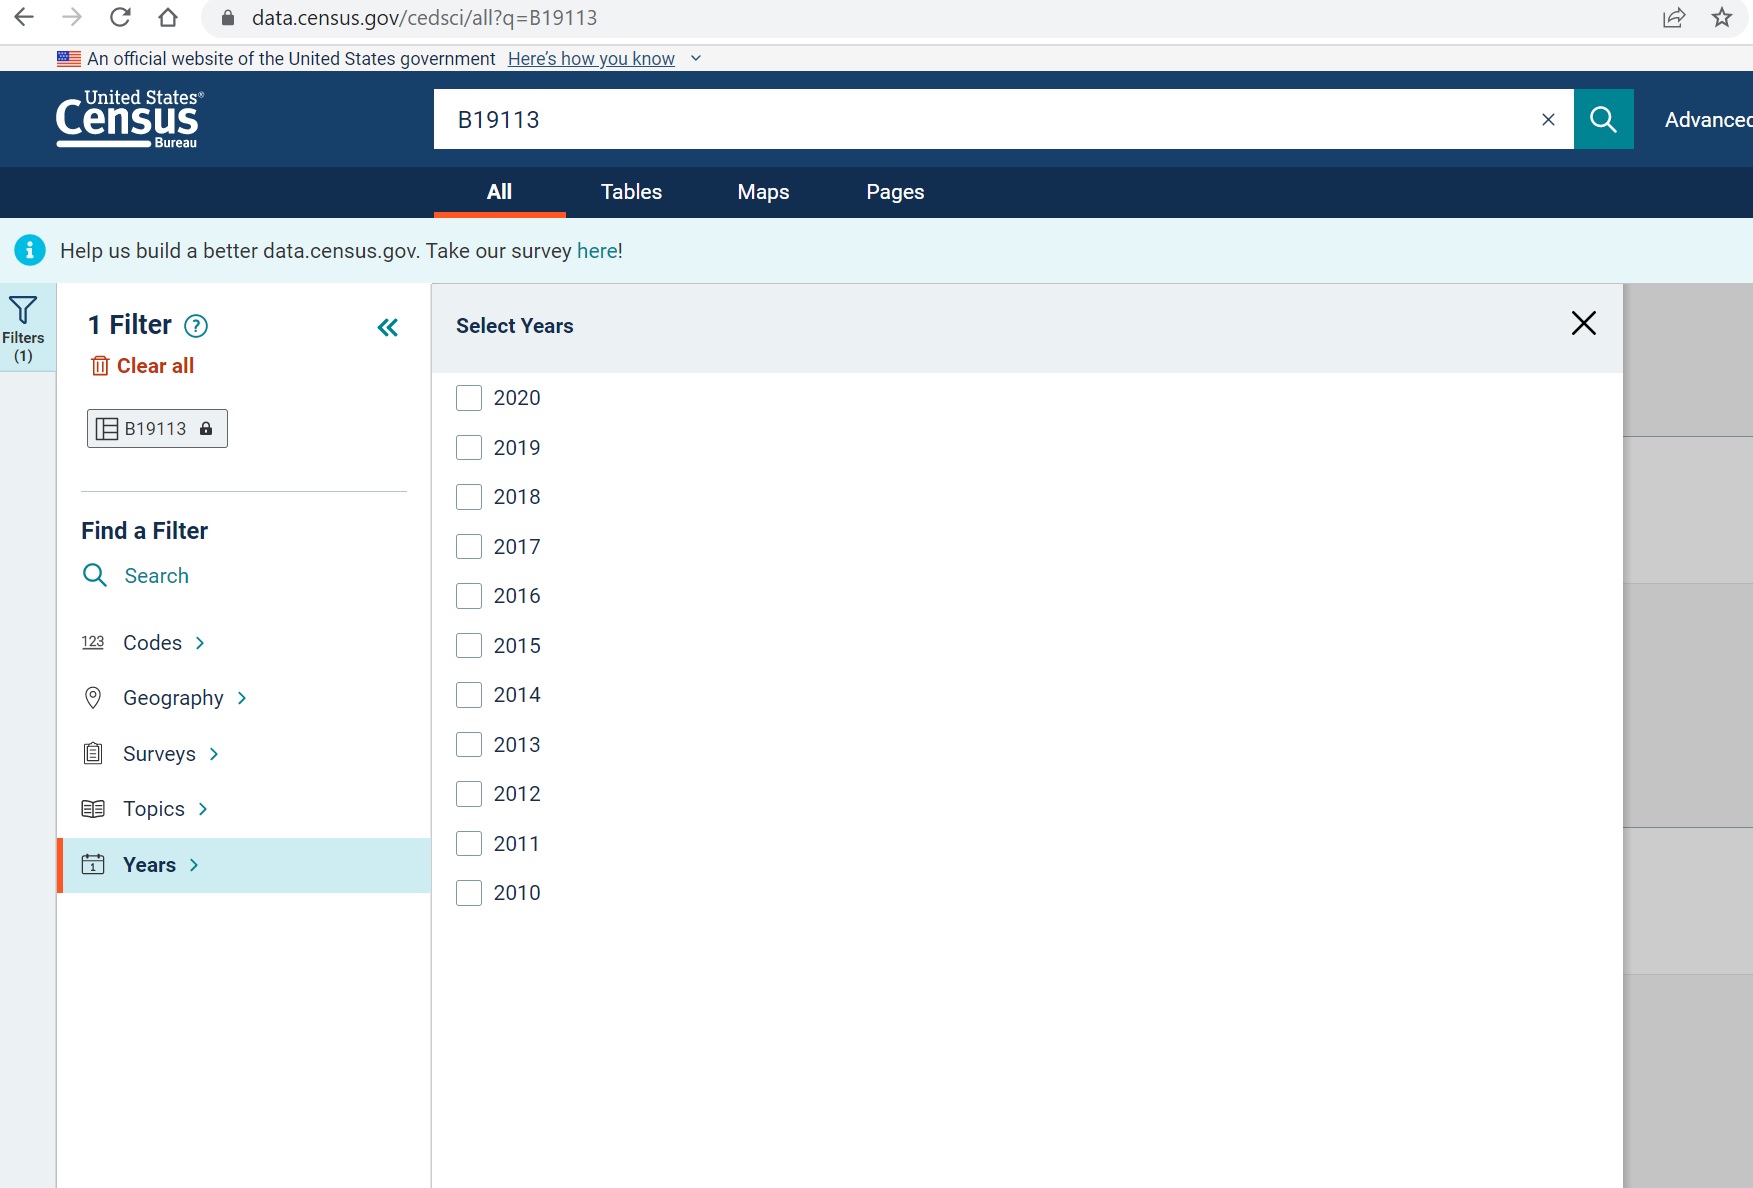 data.census.gov/cedsci/all?q=B19113
An official website of the United States government Here's how you know
United States®
Census
Bureau
B19113
Advanced
All Tables Maps Pages
Help us build a better data.census.gov. Take our survey here!
Filters
(1)
1 Filter ?
Clear all
B19113
Find a Filter
Search
123 Codes
Geography
Surveys
Topics
1 Years
Select Years
2020
2019
2018
2017
2016
2015
2014
2013
2012
2011
2010